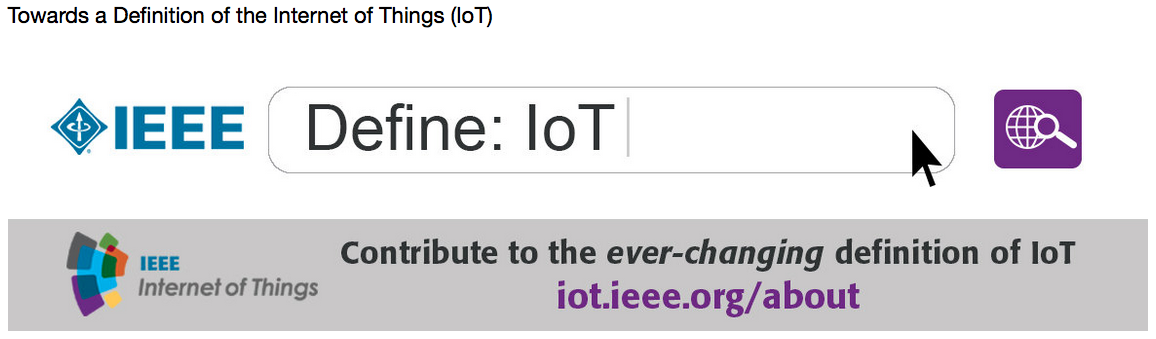 Towards a Definition of the Internet of Things (IoT)
IEEE
Define: IoT
IEEE
Internet of Things
Contribute to the ever-changing definition of IoT
iot.ieee.org/about